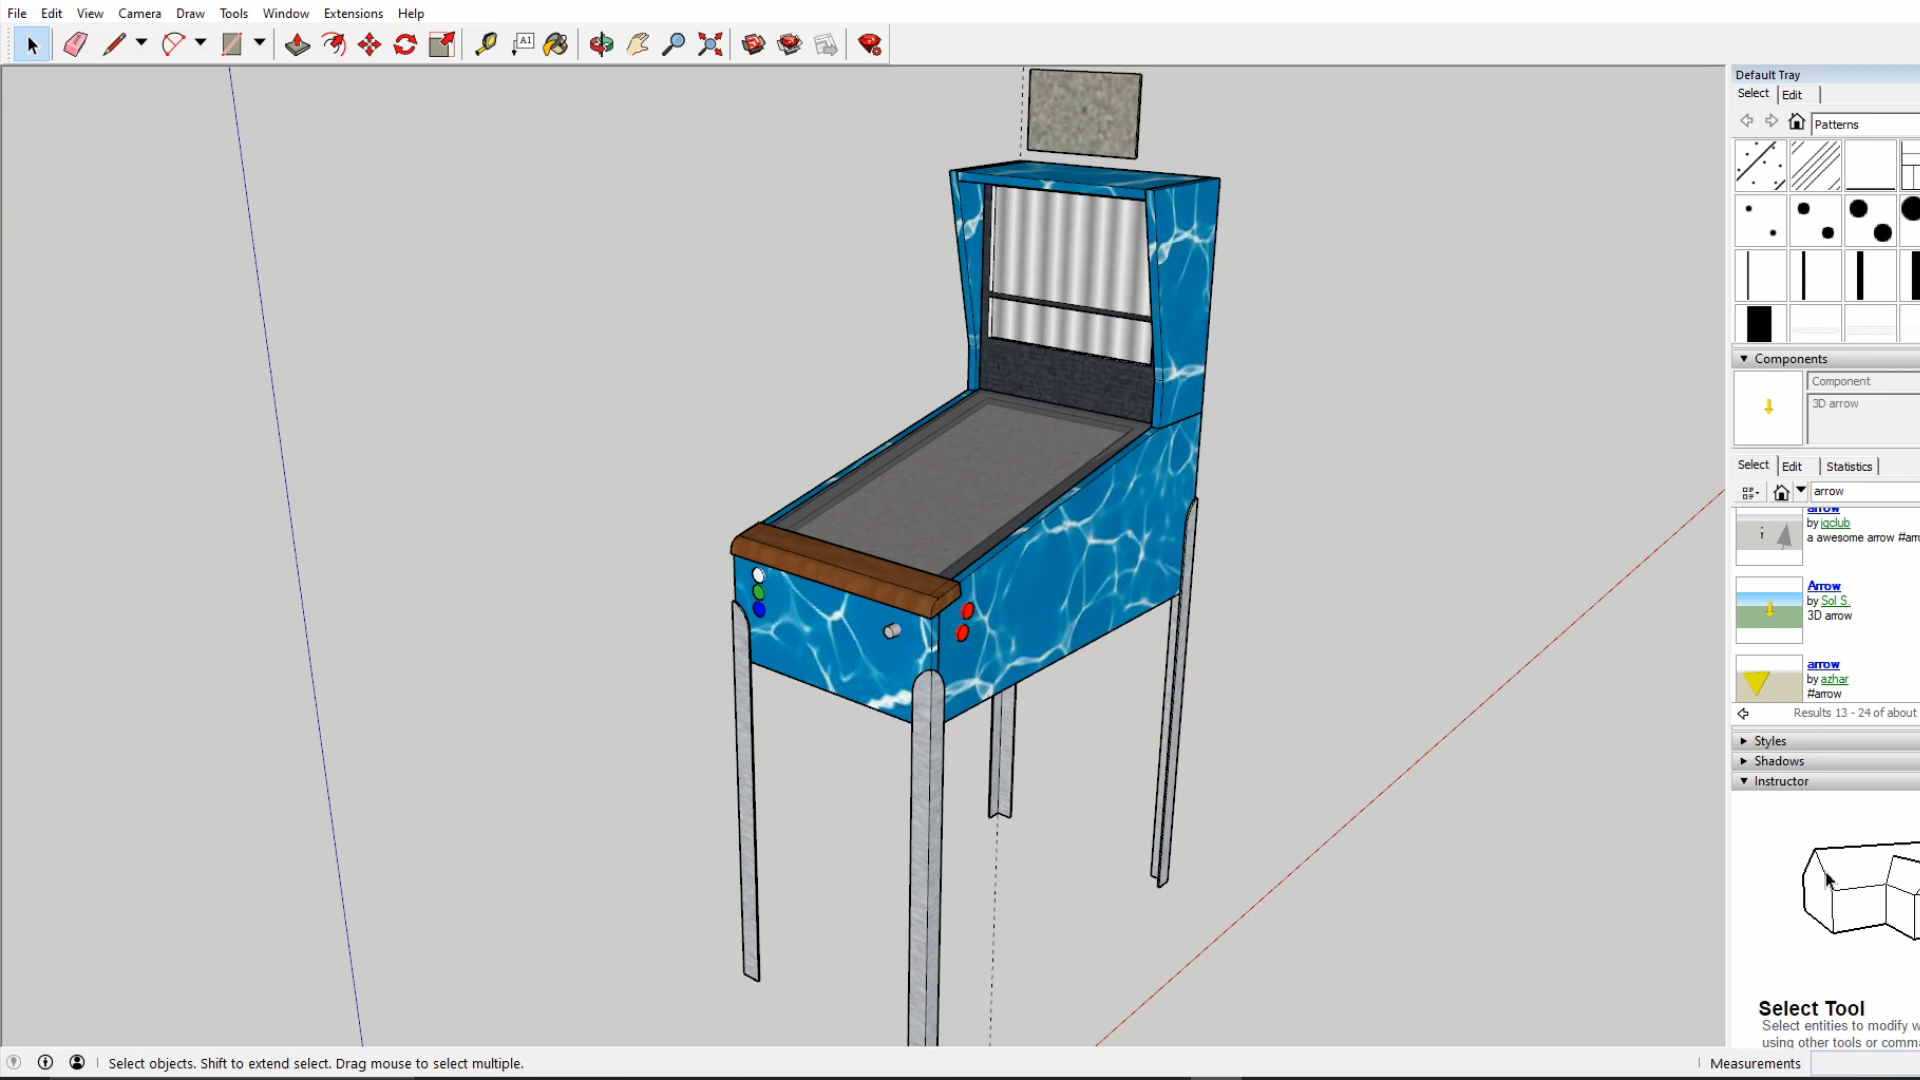 File Edit View Camera Draw Tools Window Extensions Help
A1
Default Tray
Select Edit
Patterns
Components
Component
3D arrow
Select Edit Statistics
arrow
arrow
by jqclub
a awesome arrow #arr
Arrow
by Sol S.
3D arrow
arrow
by azhar
#arrow
Results 13 - 24 of about
Styles
Shadows
Instructor
Select Tool
Select entities to modify w
using other tools or comma
Select objects. Shift to extend select. Drag mouse to select multiple.
Measurements